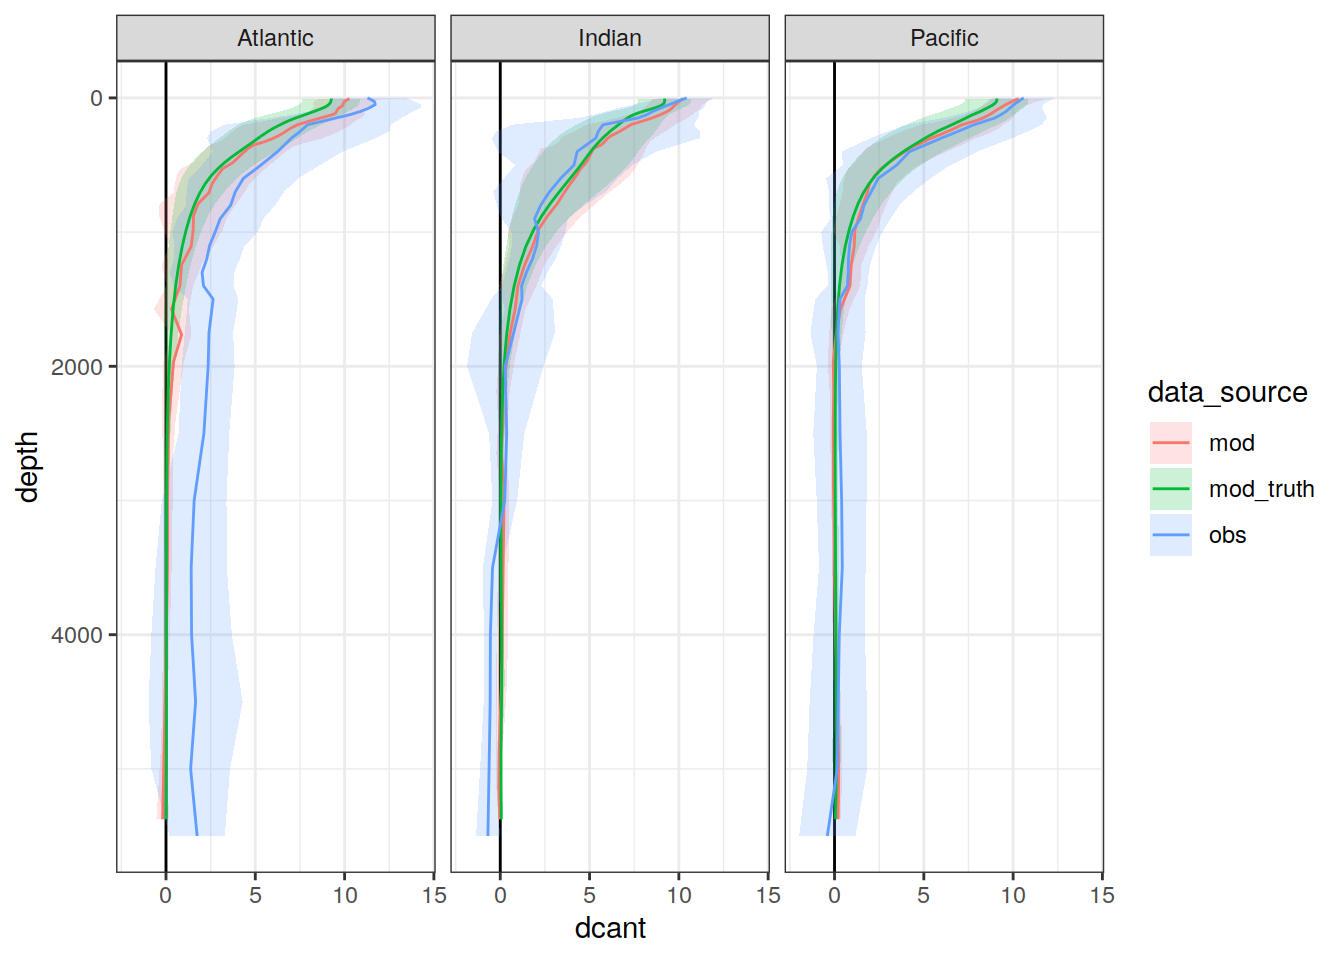 Atlantic Indian Pacific
0
2000
4000
depth
0 5 10 15 0 5 10 15 0 5 10 15
dcant
data_source
mod
mod_truth
obs